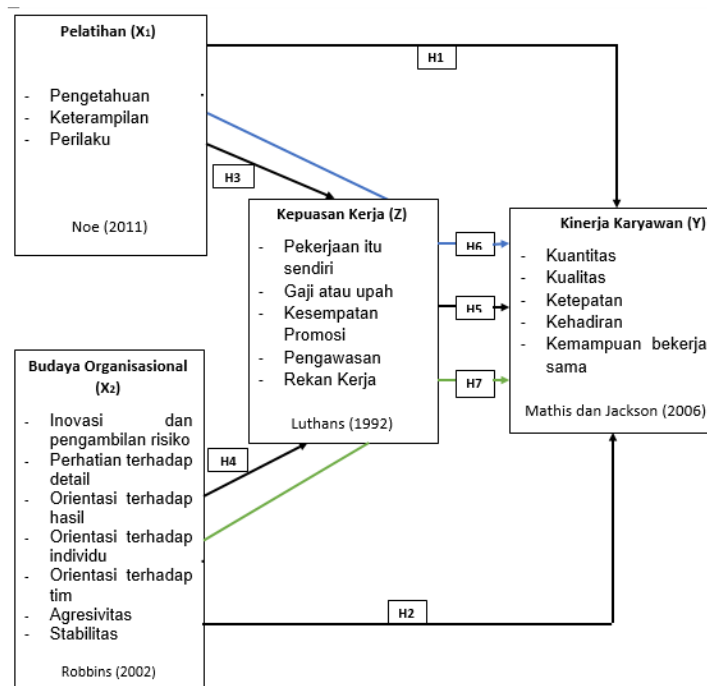 Pelatihan (X1)
- Pengetahuan
- Keterampilan
- Perilaku
Noe (2011)
H1
H3
Kepuasan Kerja (Z)
- Pekerjaan itu
sendiri
- Gaji atau upah
- Kesempatan
Promosi
- Pengawasan
- Rekan Kerja
Luthans (1992)
H6
H5
H7
Kinerja Karyawan (Y)
- Kuantitas
- Kualitas
- Ketepatan
- Kehadiran
- Kemampuan bekerja
sama
Mathis dan Jackson (2006)
Budaya Organisasional
(X2)
- Inovasi dan
pengambilan risiko
- Perhatian terhadap
detail
- Orientasi terhadap
hasil
- Orientasi terhadap
individu
- Orientasi terhadap
tim
- Agresivitas
- Stabilitas
Robbins (2002)
H4
H2